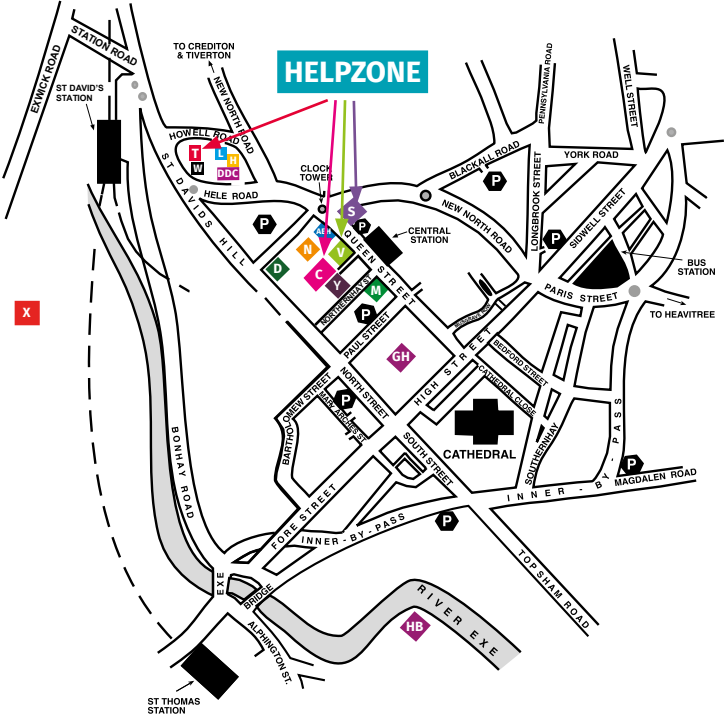 STATION ROAD
EXWICK ROAD
TO CREDITON
& TIVERTON
NEW NORTH ROAD
HELPZONE
PENNSYLVANIA ROAD
WELL STREET
ST DAVID'S
STATION
HOWELL ROAD
T
L
H
W
DDC
ST DAVIDS HILL
HELE ROAD
CLOCK
TOWER
BLACKALL ROAD
YORK ROAD
P
LONGBROOK STREET
SIDWELL STREET
NEW NORTH ROAD
S
P
P
CENTRAL
STATION
P
N
V
QUEEN STREET
D
C
Y
M
NORTHERNHAY ST
P
PAUL STREET
BUS
STATION
PARIS STREET
TO HEAVITREE
X
GH
HIGH STREET
BEDFORD STREET
CATHEDRAL CLOSE
NORTH STREET
P
MARY ARCHES ST
BARTHOLOMEW STREET
SOUTH STREET
CATHEDRAL
SOUTHERNHAY
BONHAY ROAD
FORE STREET
INNER-BY-PASS
P
INNER-BY-PASS
P
MAGDALEN ROAD
TOPSHAM ROAD
EXE
BRIDGE
ALPHINGTON ST.
RIVER EXE
HB
ST THOMAS
STATION